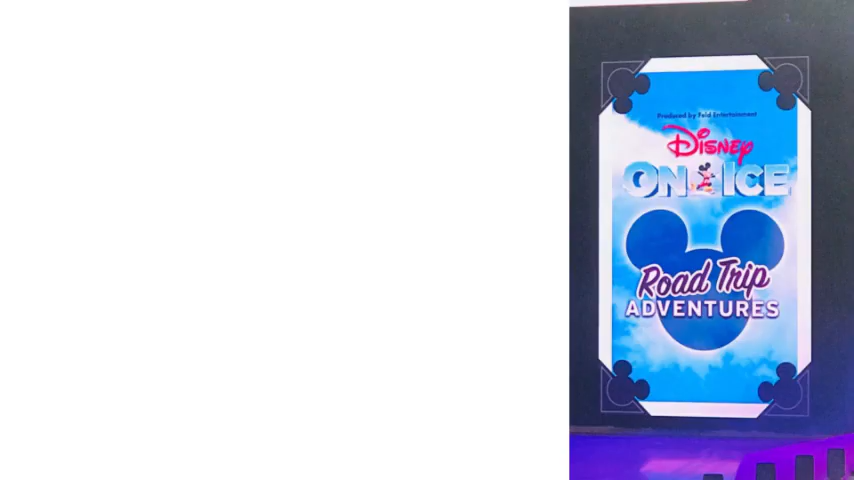 Produced by Feld Entertainment
Disney
ON ICE
Road Trip
ADVENTURES